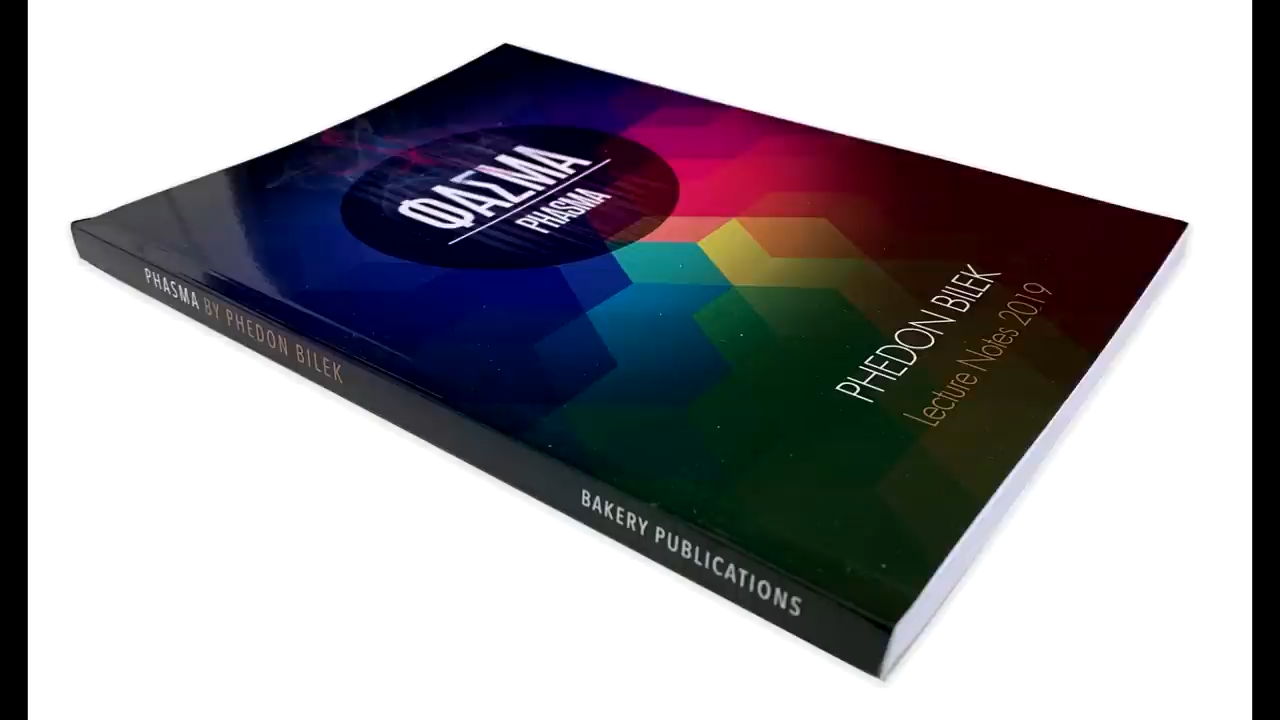 ΦΑΣΜΑ
PHASMA
PHEDON BILEK
Lecture Notes 2019
PHASMA BY PHEDON BILEK
BAKERY PUBLICATIONS